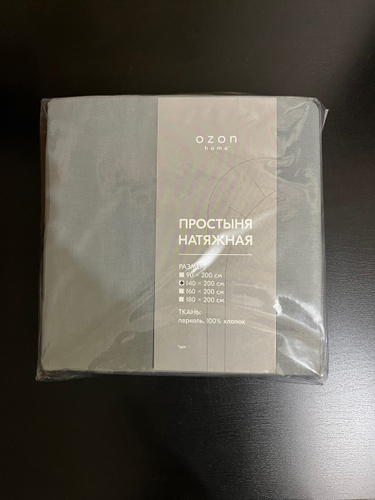 ozon
home
ПРОСТЫНЯ
НАТЯЖНАЯ
РАЗМЕР:
90 × 200 см
140 × 200 см
160 × 200 см
180 × 200 см
ТКАНЬ:
перкаль, 100% хлопок